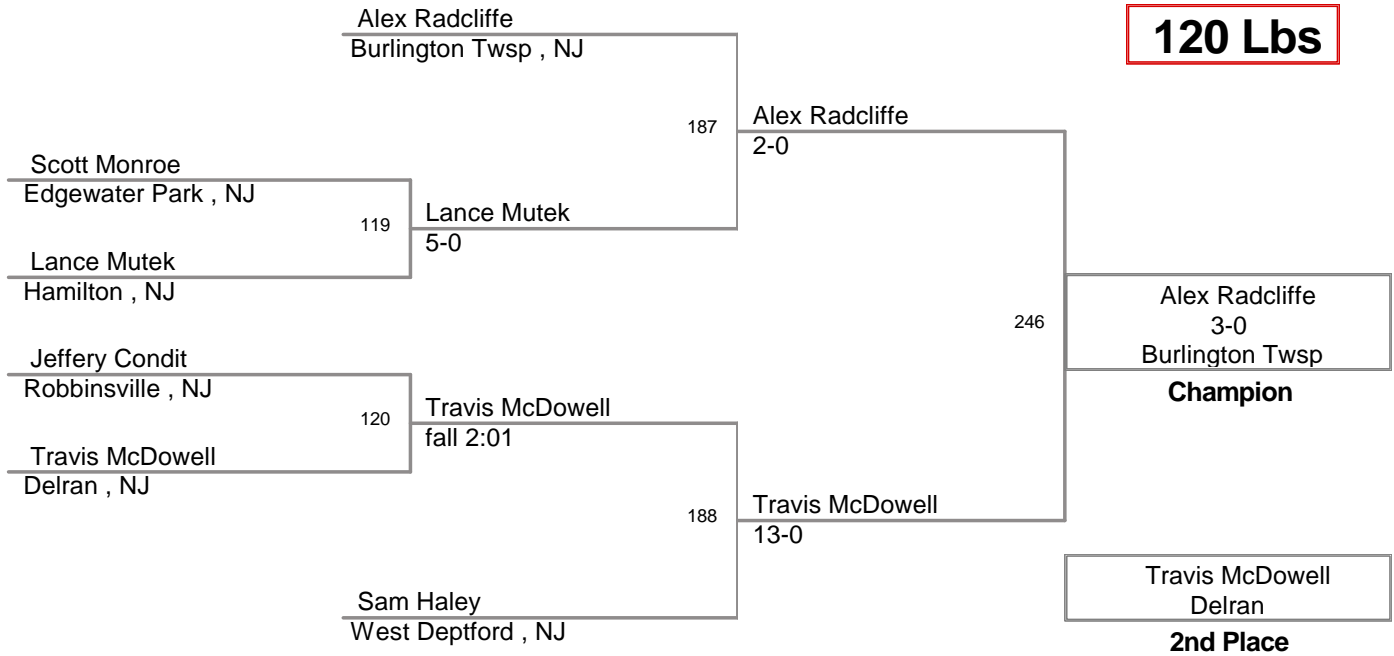 Alex Radcliffe
120 Lbs
Burlington Twsp , NJ
187
Alex Radcliffe
2-0
Scott Monroe
Edgewater Park , NJ
119
Lance Mutek
5-0
Lance Mutek
Hamilton , NJ
246
Alex Radcliffe
3-0
Burlington Twsp
Champion
Jeffery Condit
Robbinsville , NJ
120
Travis McDowell
fall 2:01
Travis McDowell
Delran , NJ
188
Travis McDowell
13-0
Sam Haley
West Deptford , NJ
Travis McDowell
Delran
2nd Place